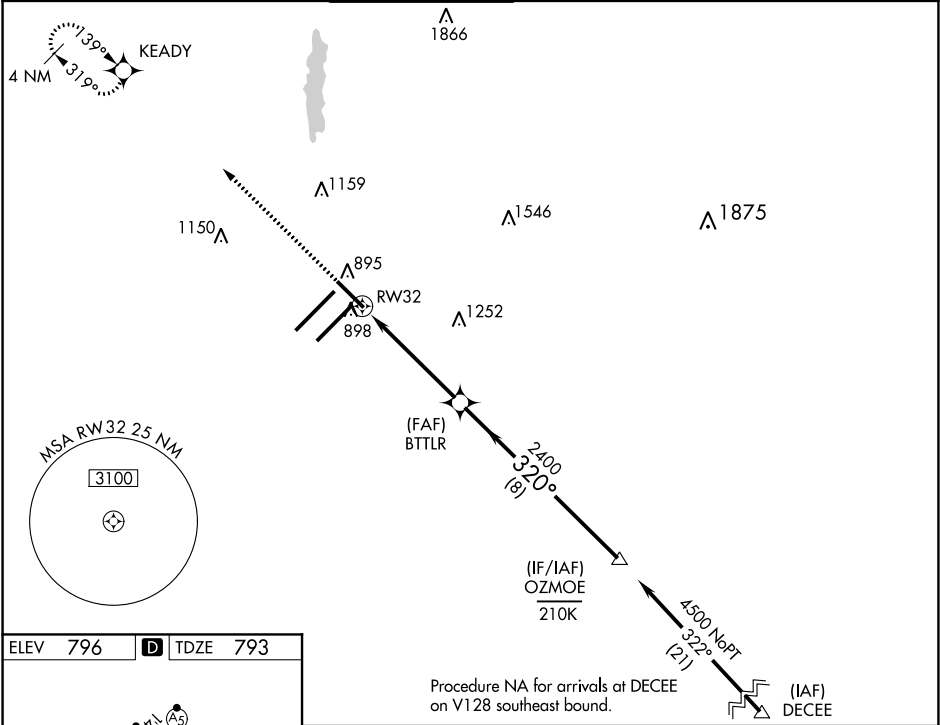 1866
139°
KEADY
4 NM
319°
1159
1546
1875
1150
895
RW32
898
1252
(FAF)
BTTLR
MSA RW32 25 NM
3100
2400
320°
(8)
(IF/IAF)
OZMOE
210K
4500 NoPT
322°
(21)
ELEV 796 D TDZE 793
Procedure NA for arrivals at DECEE
on V128 southeast bound.
(IAF)
DECEE
A5